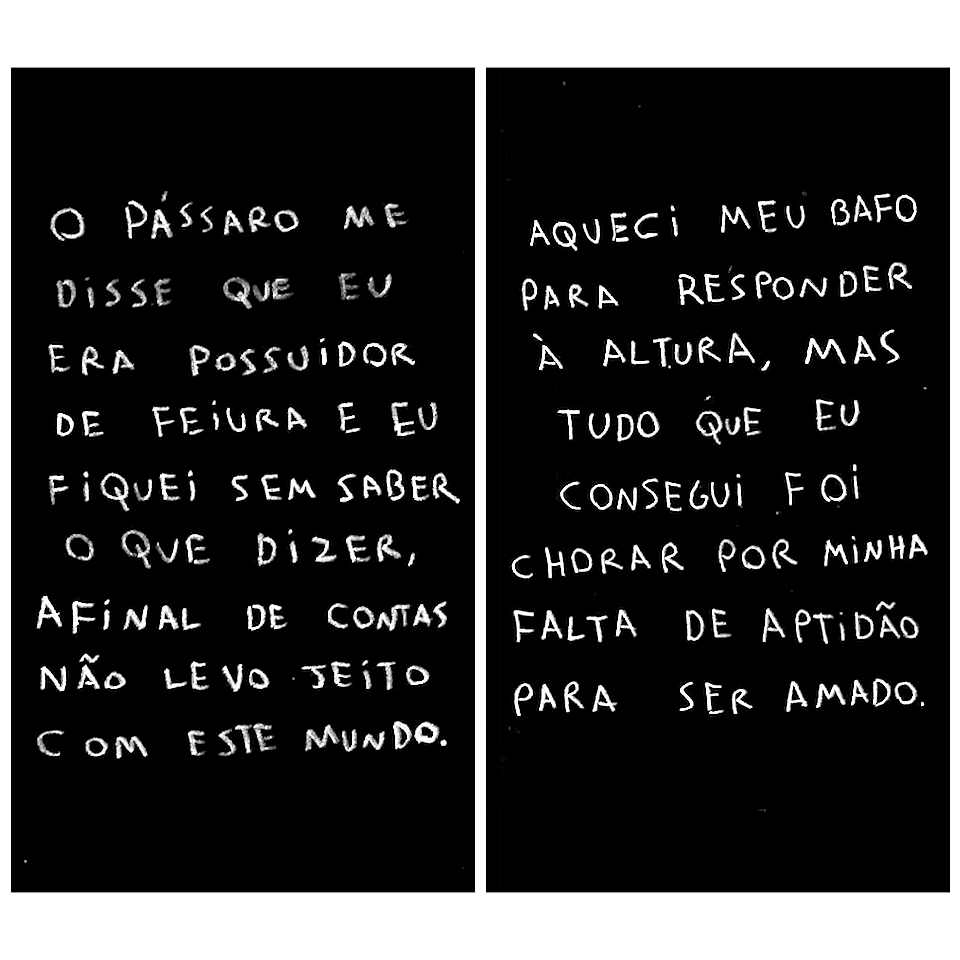 O PÁSSARO ME
DISSE QUE EU
ERA POSSUIDOR
DE FEIURA E EU
FIQUEI SEM SABER
O QUE DIZER,
AFINAL DE CONTAS
NÃO LEVO JEITO
COM ESTE MUNDO.
AQUECI MEU BAFO
PARA RESPONDER
À ALTURA, MAS
TUDO QUE EU
CONSEGUI FOI
CHORAR POR MINHA
FALTA DE APTIDÃO
PARA SER AMADO.